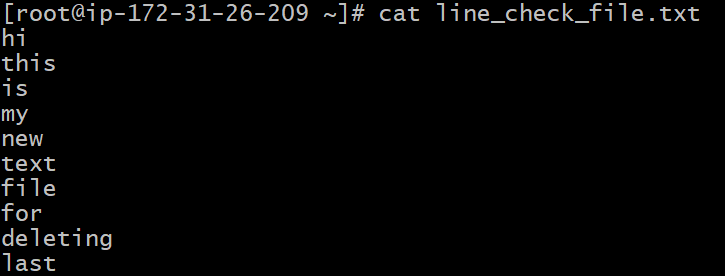 [root@ip-172-31-26-209 ~]# cat line_check_file.txt
hi
this
is
my
new
text
file
for
deleting
last